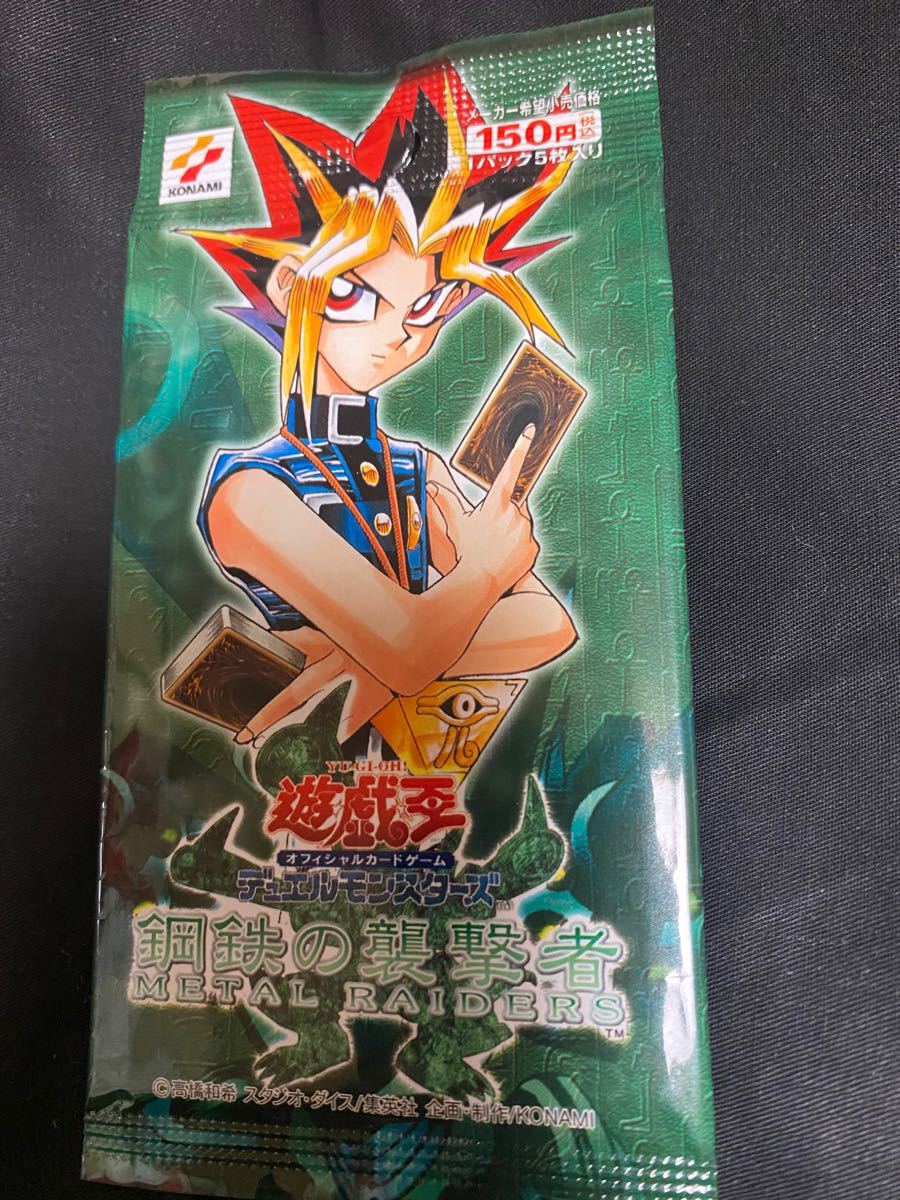 メーカー希望小売価格
150円税込
1パック5枚入り
KONAMI
YU-GI-OH!
遊戯王
オフィシャルカードゲーム
デュエルモンスターズ™
鋼鉄の襲撃者
METAL RAIDERS™
©高橋和希 スタジオ・ダイス/集英社 企画・制作/KONAMI